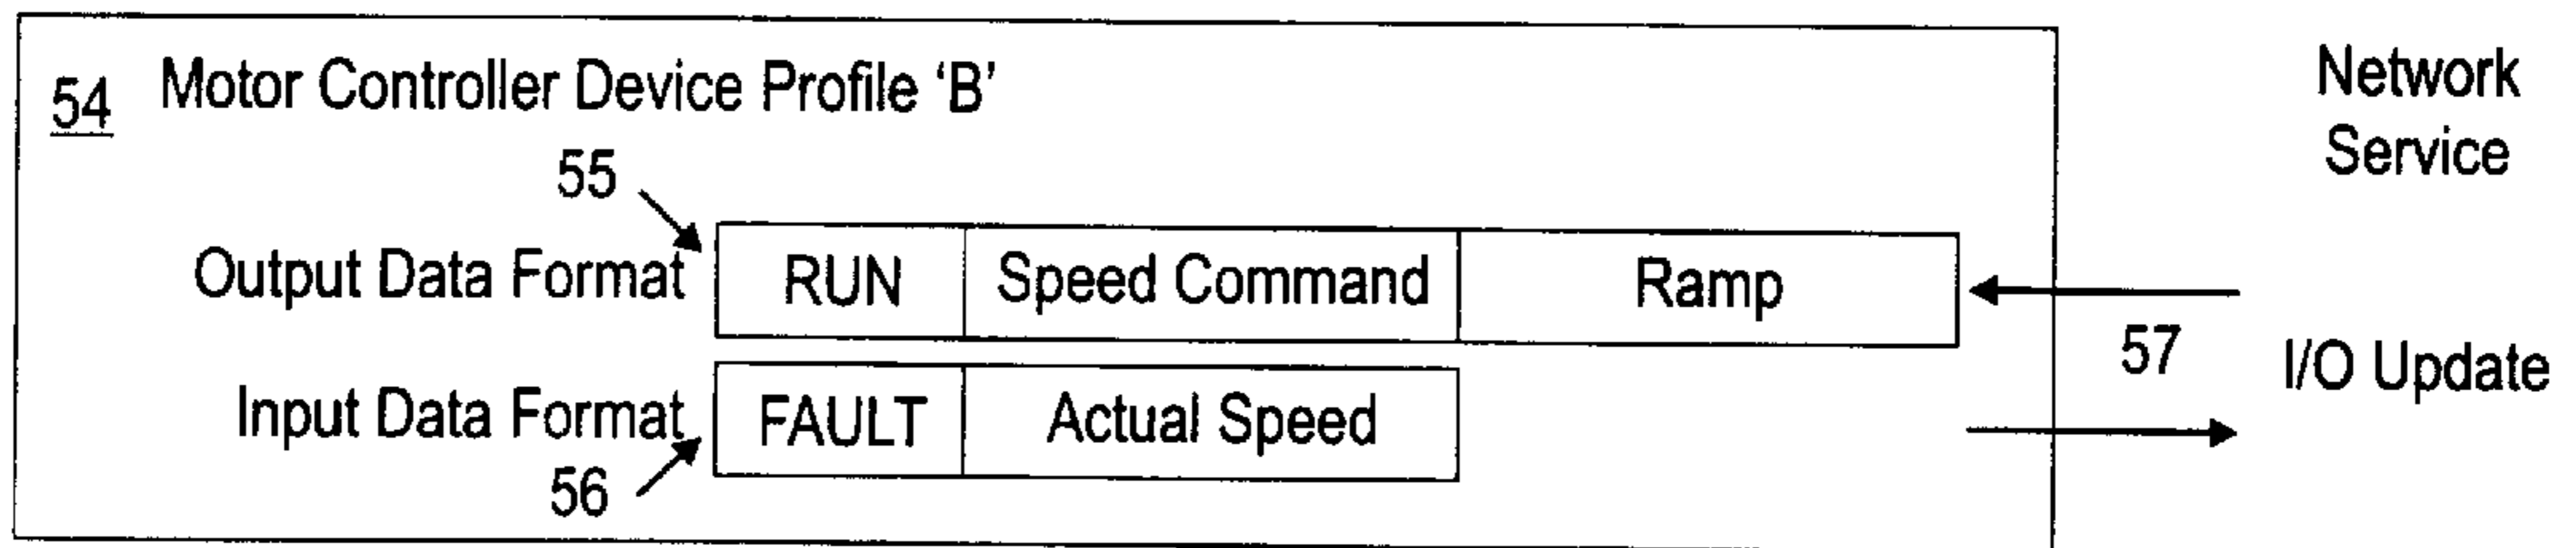 54 Motor Controller Device Profile ‘B’
Network
Service
55
Output Data Format RUN Speed Command Ramp
57
I/O Update
Input Data Format FAULT Actual Speed
56